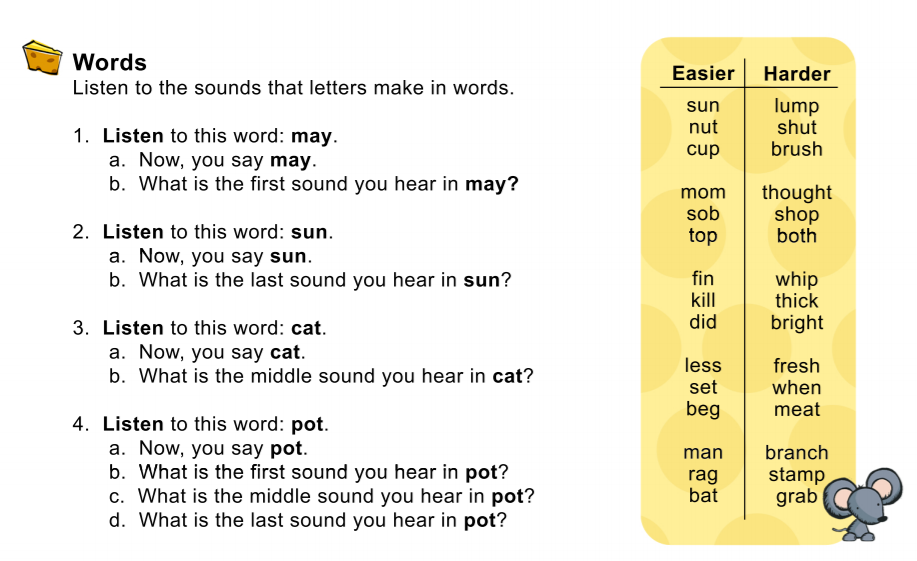 Words
Listen to the sounds that letters make in words.
1. Listen to this word: may.
a. Now, you say may.
b. What is the first sound you hear in may?
2. Listen to this word: sun.
a. Now, you say sun.
b. What is the last sound you hear in sun?
3. Listen to this word: cat.
a. Now, you say cat.
b. What is the middle sound you hear in cat?
4. Listen to this word: pot.
a. Now, you say pot.
b. What is the first sound you hear in pot?
c. What is the middle sound you hear in pot?
d. What is the last sound you hear in pot?
Easier Harder
sun lump
nut shut
cup brush
mom thought
sob shop
top both
fin whip
kill thick
did bright
less fresh
set when
beg meat
man branch
rag stamp
bat grab